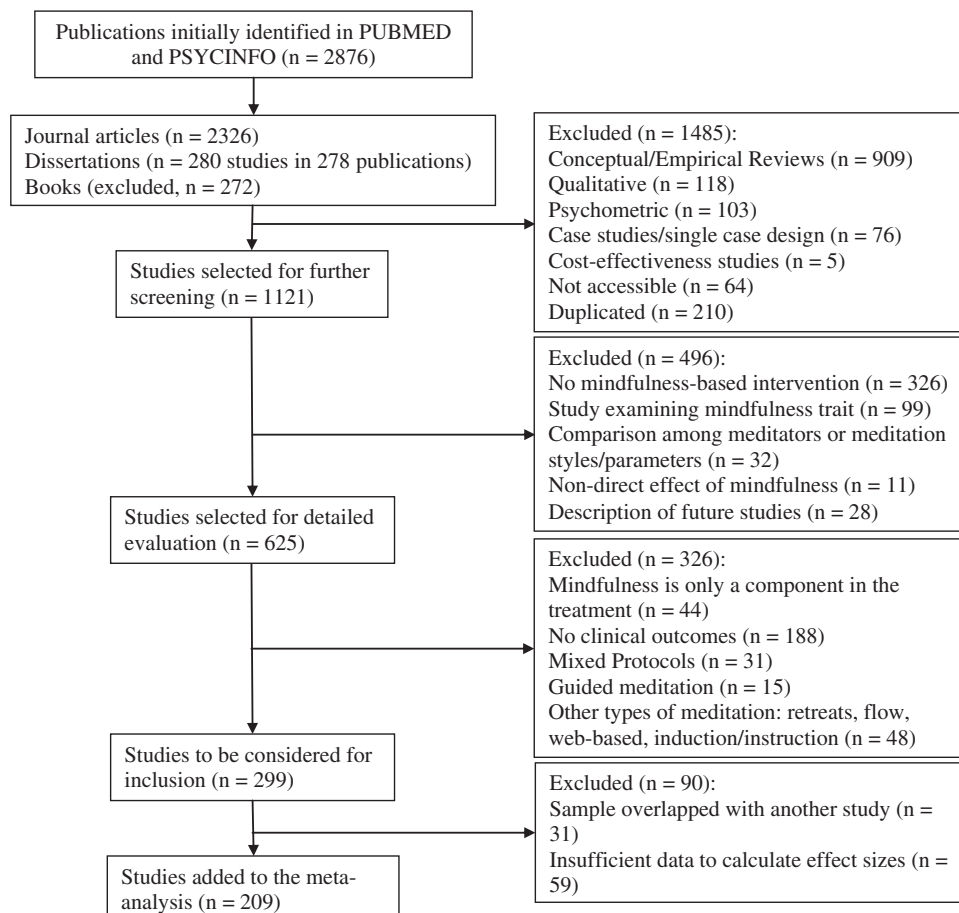 Publications initially identified in PUBMED
and PSYCINFO (n = 2876)
Journal articles (n = 2326)
Dissertations (n = 280 studies in 278 publications)
Books (excluded, n = 272)
Excluded (n = 1485):
Conceptual/Empirical Reviews (n = 909)
Qualitative (n = 118)
Psychometric (n = 103)
Case studies/single case design (n = 76)
Cost-effectiveness studies (n = 5)
Not accessible (n = 64)
Duplicated (n = 210)
Studies selected for further
screening (n = 1121)
Excluded (n = 496):
No mindfulness-based intervention (n = 326)
Study examining mindfulness trait (n = 99)
Comparison among meditators or meditation
styles/parameters (n = 32)
Non-direct effect of mindfulness (n = 11)
Description of future studies (n = 28)
Studies selected for detailed
evaluation (n = 625)
Excluded (n = 326):
Mindfulness is only a component in the
treatment (n = 44)
No clinical outcomes (n = 188)
Mixed Protocols (n = 31)
Guided meditation (n = 15)
Other types of meditation: retreats, flow,
web-based, induction/instruction (n = 48)
Studies to be considered for
inclusion (n = 299)
Excluded (n = 90):
Sample overlapped with another study (n =
31)
Insufficient data to calculate effect sizes (n =
59)
Studies added to the meta-
analysis (n = 209)